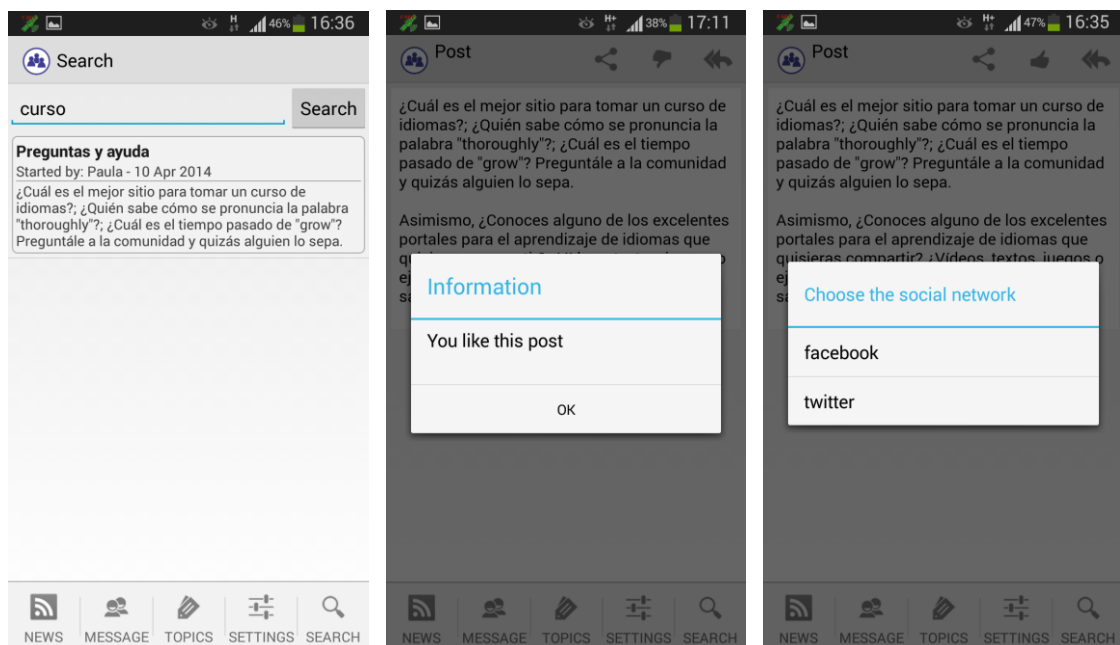 46% 16:36
Search
curso
Search
Preguntas y ayuda
Started by: Paula - 10 Apr 2014
¿Cuál es el mejor sitio para tomar un curso de
idiomas?; ¿Quién sabe cómo se pronuncia la palabra
"thoroughly"?; ¿Cuál es el tiempo pasado de "grow"?
Preguntále a la comunidad y quizás alguien lo sepa.
NEWS MESSAGE TOPICS SETTINGS SEARCH
H+ 38% 17:11
Post
¿Cuál es el mejor sitio para tomar un curso de
idiomas?; ¿Quién sabe cómo se pronuncia la
palabra "thoroughly"?; ¿Cuál es el tiempo
pasado de "grow"? Preguntále a la comunidad
y quizás alguien lo sepa.
Asimismo, ¿Conoces alguno de los excelentes
portales para el aprendizaje de idiomas que
Information
You like this post
OK
NEWS MESSAGE TOPICS SETTINGS SEARCH
H+ 47% 16:35
Post
¿Cuál es el mejor sitio para tomar un curso de
idiomas?; ¿Quién sabe cómo se pronuncia la
palabra "thoroughly"?; ¿Cuál es el tiempo
pasado de "grow"? Preguntále a la comunidad
y quizás alguien lo sepa.
Asimismo, ¿Conoces alguno de los excelentes
portales para el aprendizaje de idiomas que
quisieras compartir? ¿Vídeos, textos, juegos o
Choose the social network
facebook
twitter
NEWS MESSAGE TOPICS SETTINGS SEARCH